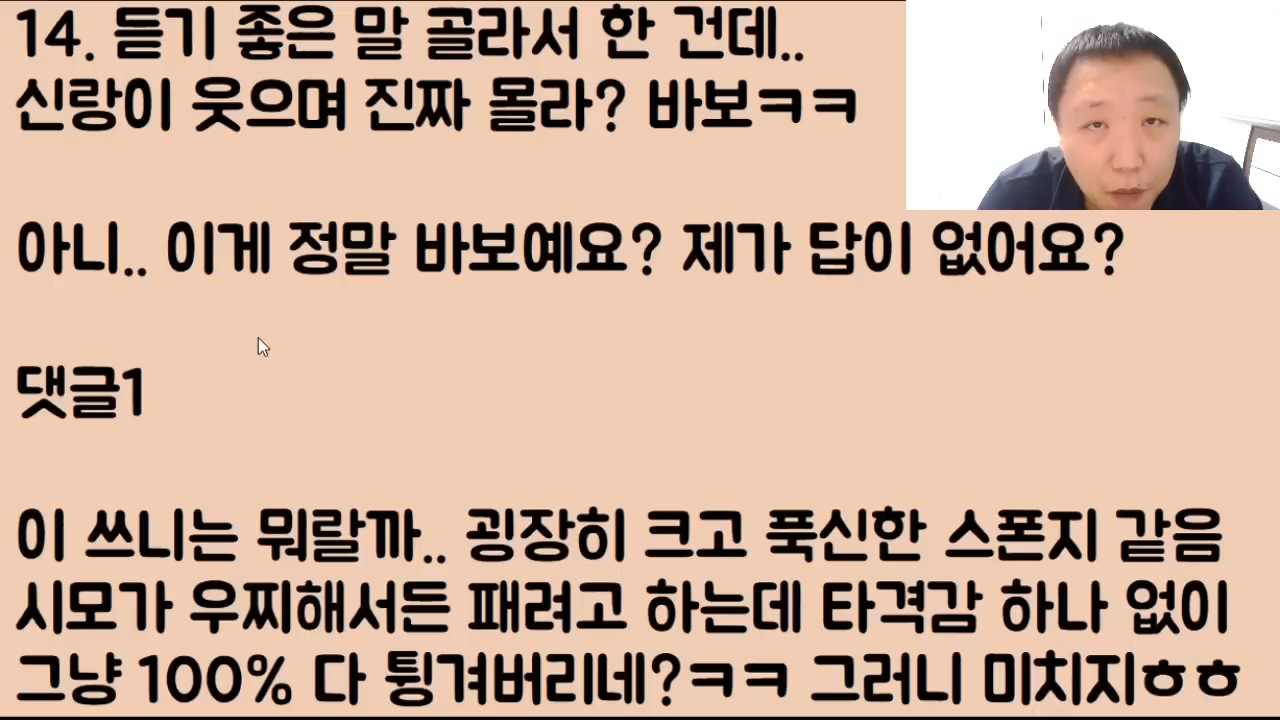 14. 듣기 좋은 말 골라서 한 건데..
신랑이 웃으며 진짜 몰라? 바보ㅋㅋ
아니.. 이게 정말 바보예요? 제가 답이 없어요?
댓글1
이 쓰니는 뭐랄까.. 굉장히 크고 푹신한 스폰지 같음
시모가 우찌해서든 패려고 하는데 타격감 하나 없이
그냥 100% 다 튕겨버리네?ㅋㅋ 그러니 미치지ㅎㅎ